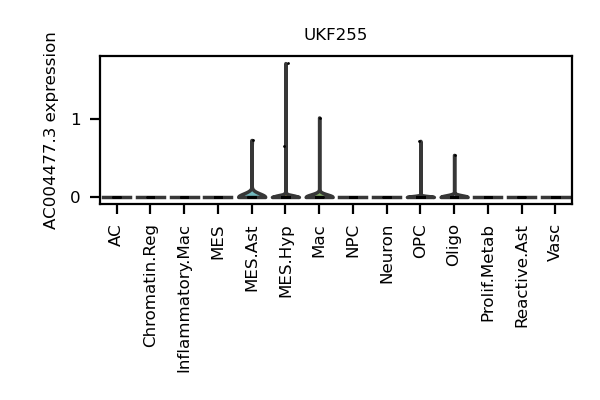 UKF255
AC004477.3 expression
1
0
AC
Chromatin.Reg
Inflammatory.Mac
MES
MES.Ast
MES.Hyp
Mac
NPC
Neuron
OPC
Oligo
Prolif.Metab
Reactive.Ast
Vasc